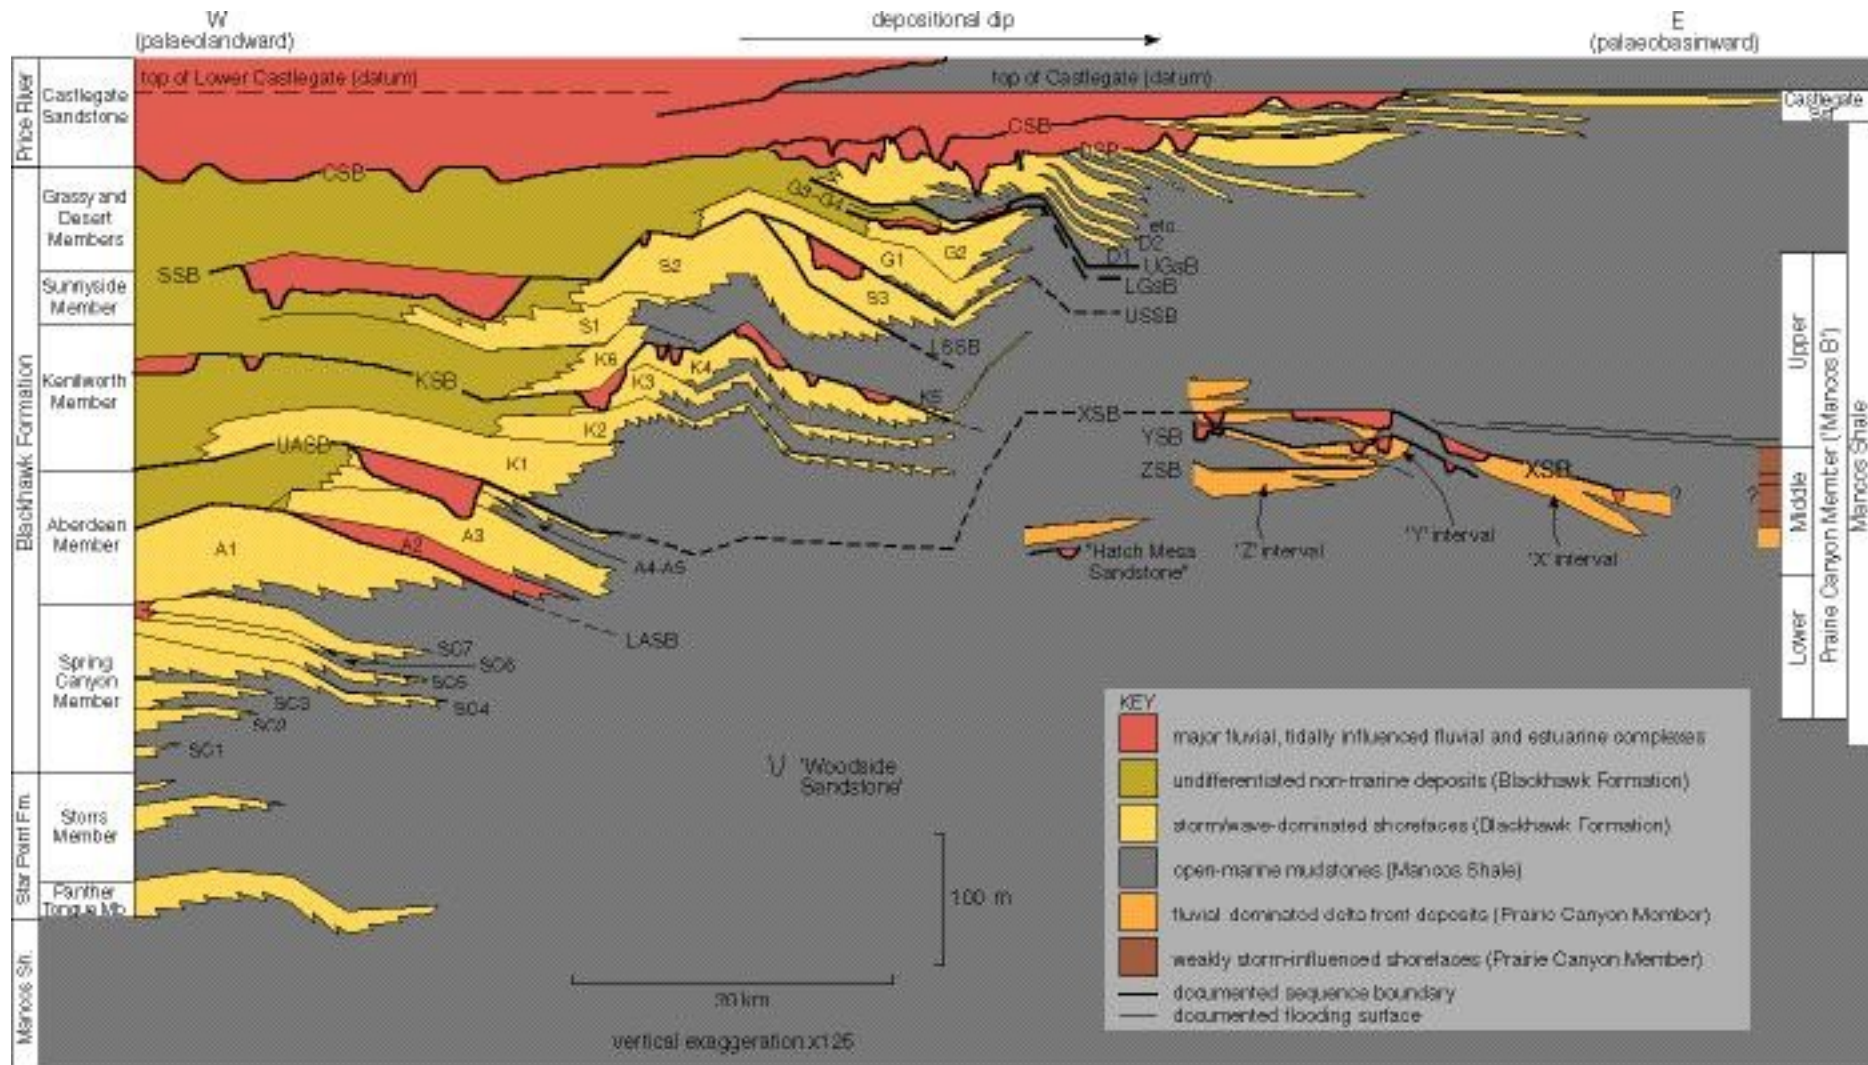 W
(palaeolandward)
depositional dip
E
(palaeobasinward)
top of Lower Castlegate (datum)
top of Castlegate (datum)
Price River
Castlegate
Sandstone
Castlegate
CSB
CSB
DSB
Blackhawk Formation
Grassy and
Desert
Members
G3-G4
etc.
D2
D1
UGsB
LGsB
USSB
LSSB
SSB
S2
G1
G2
S3
S1
Sunnyside
Member
Kenilworth
Member
KSB
K6
K3
K4
K5
K2
K1
UASB
Aberdeen
Member
A1
A2
A3
A4-A5
LASB
XSB
YSB
ZSB
XSB
?
?
"Hatch Mesa
Sandstone"
'Z' interval
'Y' interval
'X' interval
Upper
Middle
Lower
Prairie Canyon Member ('Mancos B')
Mancos Shale
Spring
Canyon
Member
SC7
SC6
SC5
SC4
SC3
SC2
SC1
Star Point Fm.
Storrs
Member
Panther
Tongue Mb.
Mancos Sh.
'Woodside
Sandstone'
100 m
vertical exaggeration x125
KEY
major fluvial, tidally influenced fluvial and estuarine complexes
undifferentiated non-marine deposits (Blackhawk Formation)
storm/wave-dominated shorefaces (Blackhawk Formation)
open-marine mudstones (Mancos Shale)
fluvial-dominated delta front deposits (Prairie Canyon Member)
weakly storm-influenced shorefaces (Prairie Canyon Member)
documented sequence boundary
documented flooding surface